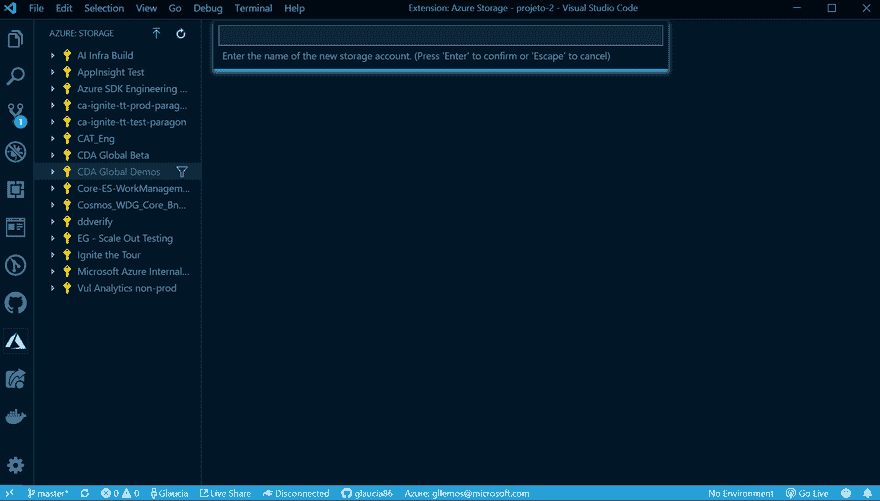 File Edit Selection View Go Debug Terminal Help Extension: Azure Storage - projeto-2 - Visual Studio Code
AZURE: STORAGE
Enter the name of the new storage account. (Press 'Enter' to confirm or 'Escape' to cancel)
AI Infra Build
AppInsight Test
Azure SDK Engineering ...
ca-ignite-tt-prod-parag...
ca-ignite-tt-test-paragon
CAT_Eng
CDA Global Beta
CDA Global Demos
Core-ES-WorkManagem...
Cosmos_WDG_Core_Bn...
ddverify
EG - Scale Out Testing
Ignite the Tour
Microsoft Azure Internal...
Vul Analytics non-prod
1
master* 0 0 Glaucia Live Share Disconnected glaucia86 Azure: gllemos@microsoft.com No Environment Go Live